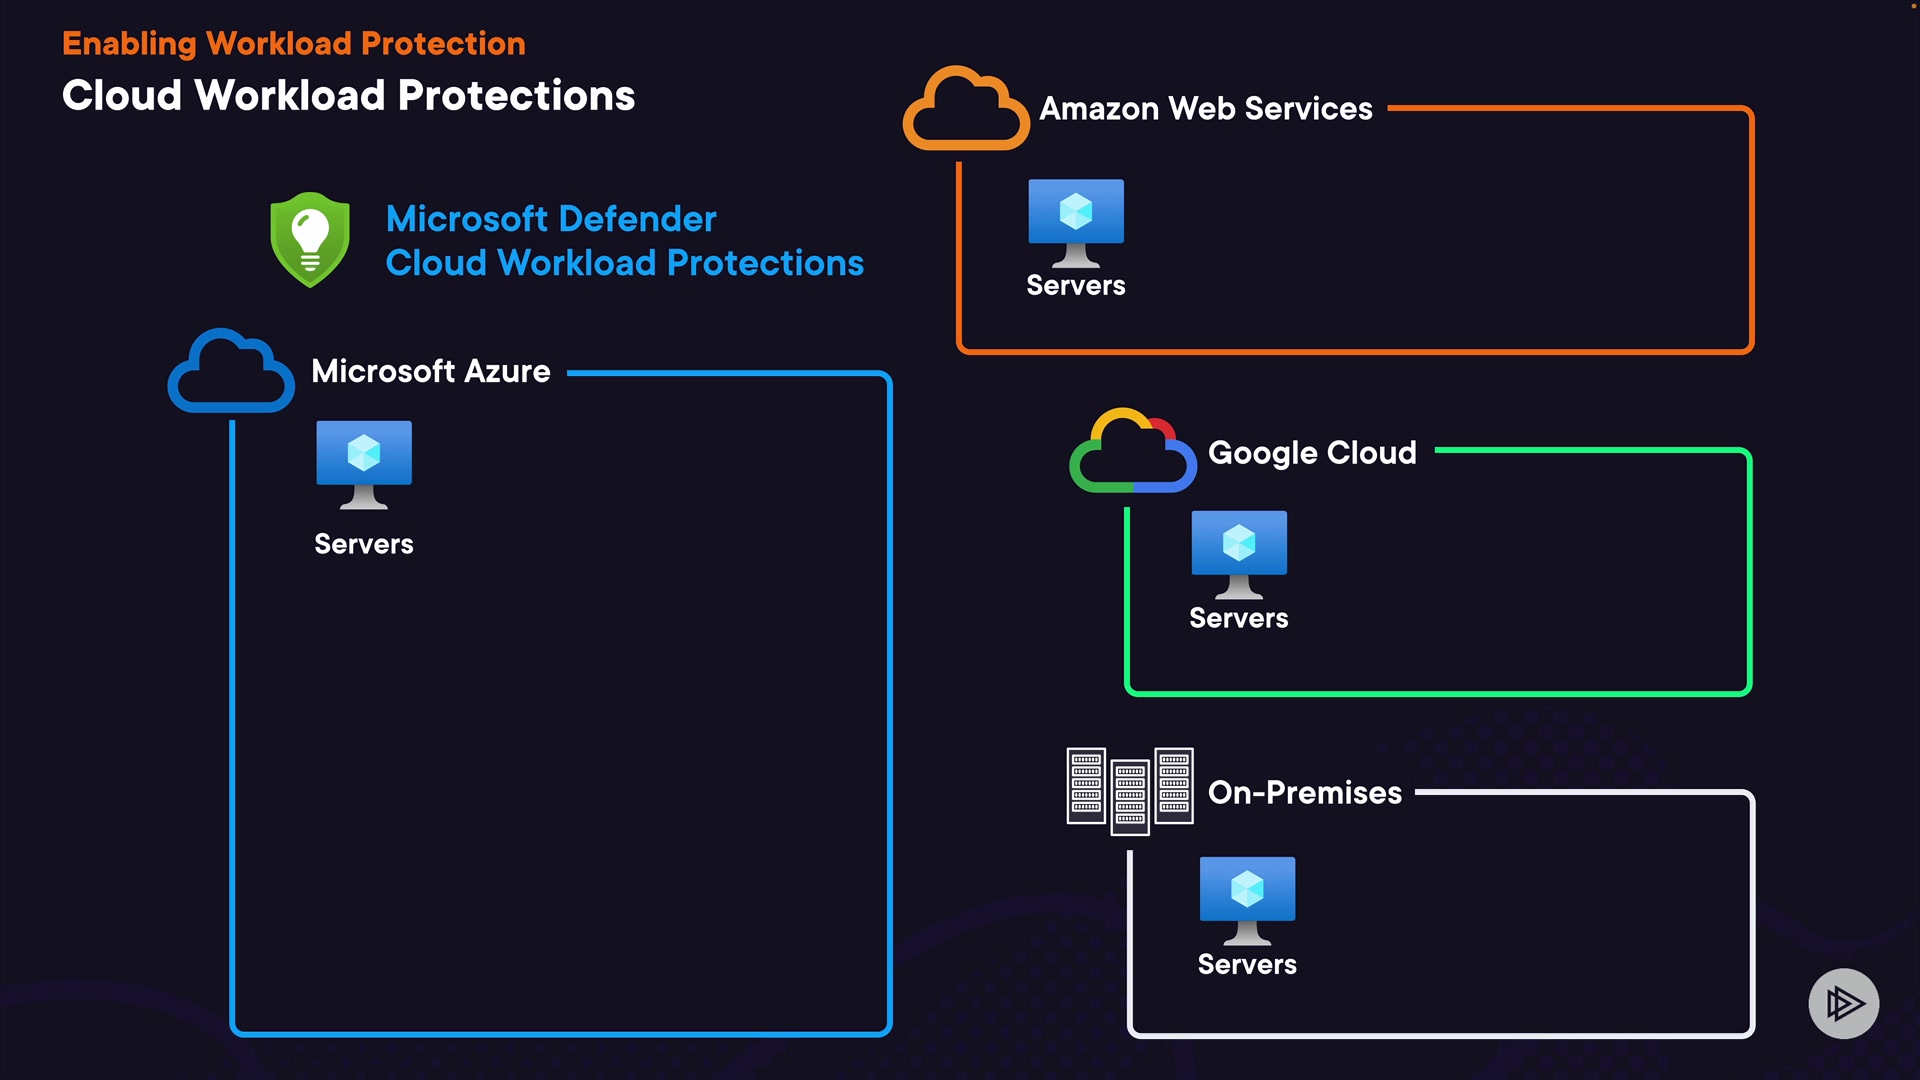 Enabling Workload Protection
Cloud Workload Protections
Microsoft Defender
Cloud Workload Protections
Microsoft Azure
Servers
Amazon Web Services
Servers
Google Cloud
Servers
On-Premises
Servers